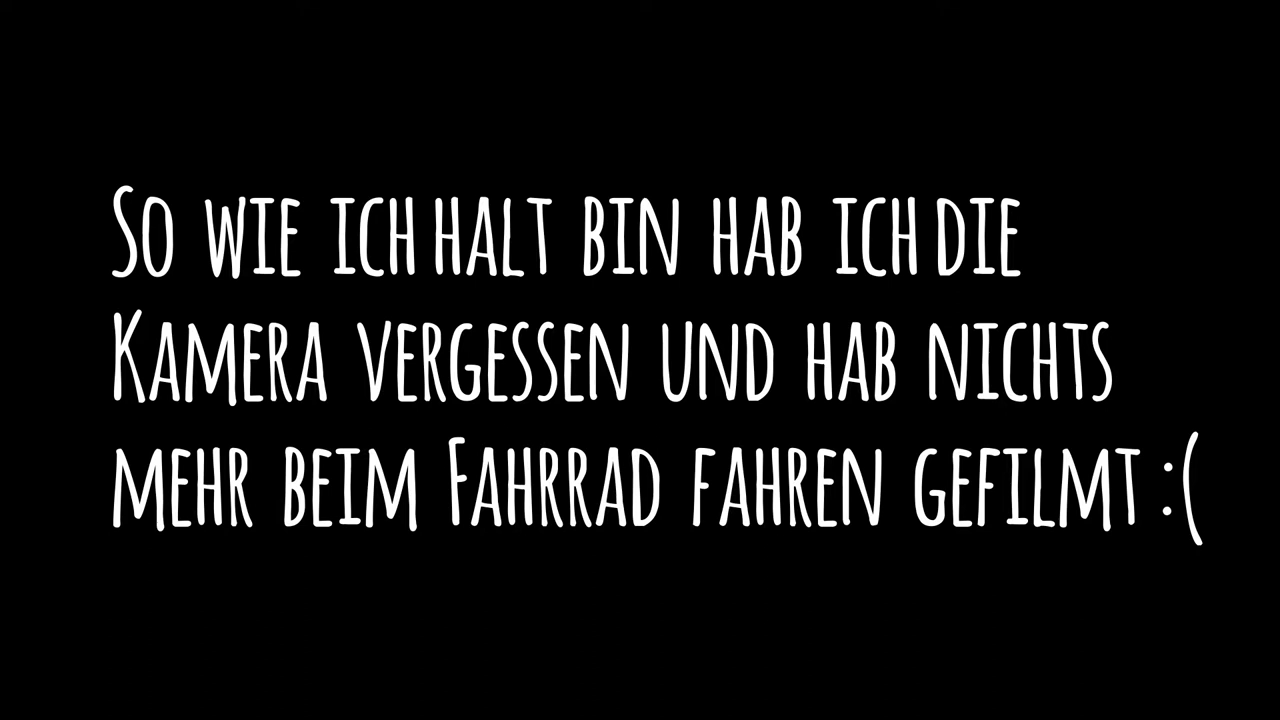 So wie ich halt bin hab ich die
Kamera vergessen und hab nichts
mehr beim Fahrrad fahren gefilmt :(